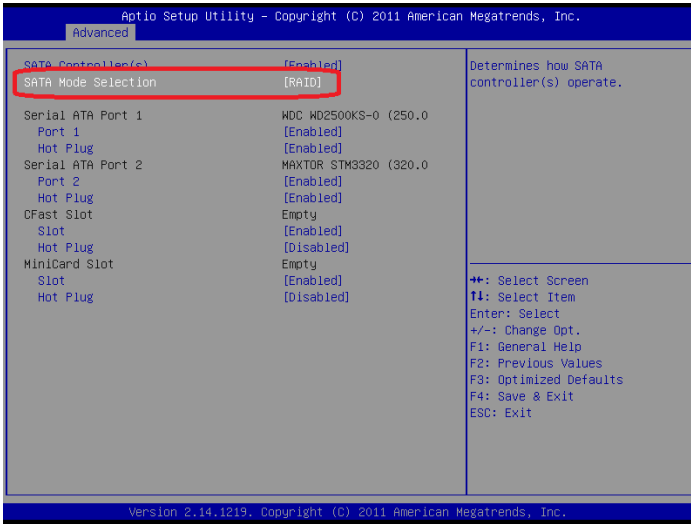 Aptio Setup Utility – Copyright (C) 2011 American Megatrends, Inc.
Advanced
SATA Controller(s) [Enabled]
SATA Mode Selection [RAID]
Serial ATA Port 1 WDC WD2500KS-0 (250.0
Port 1 [Enabled]
Hot Plug [Enabled]
Serial ATA Port 2 MAXTOR STM3320 (320.0
Port 2 [Enabled]
Hot Plug [Enabled]
CFast Slot Empty
Slot [Enabled]
Hot Plug [Disabled]
MiniCard Slot Empty
Slot [Enabled]
Hot Plug [Disabled]
Determines how SATA
controller(s) operate.
→←: Select Screen
↑↓: Select Item
Enter: Select
+/-: Change Opt.
F1: General Help
F2: Previous Values
F3: Optimized Defaults
F4: Save & Exit
ESC: Exit
Version 2.14.1219. Copyright (C) 2011 American Megatrends, Inc.